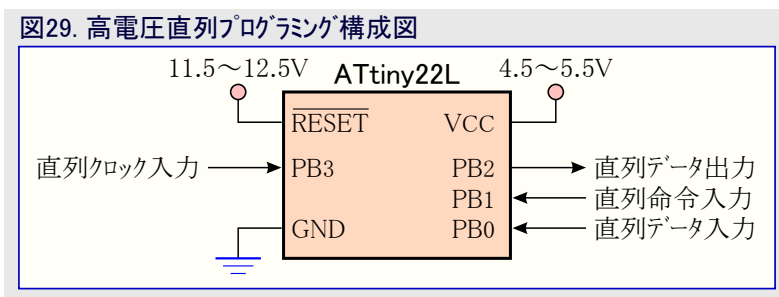 図29. 高電圧直列ﾌﾟﾛｸﾞﾗﾐﾝｸﾞ構成図
11.5～12.5V ATtiny22L 4.5～5.5V
RESET VCC
直列ｸﾛｯｸ入力 PB3 PB2 直列ﾃﾞｰﾀ出力
PB1 直列命令入力
GND PB0 直列ﾃﾞｰﾀ入力